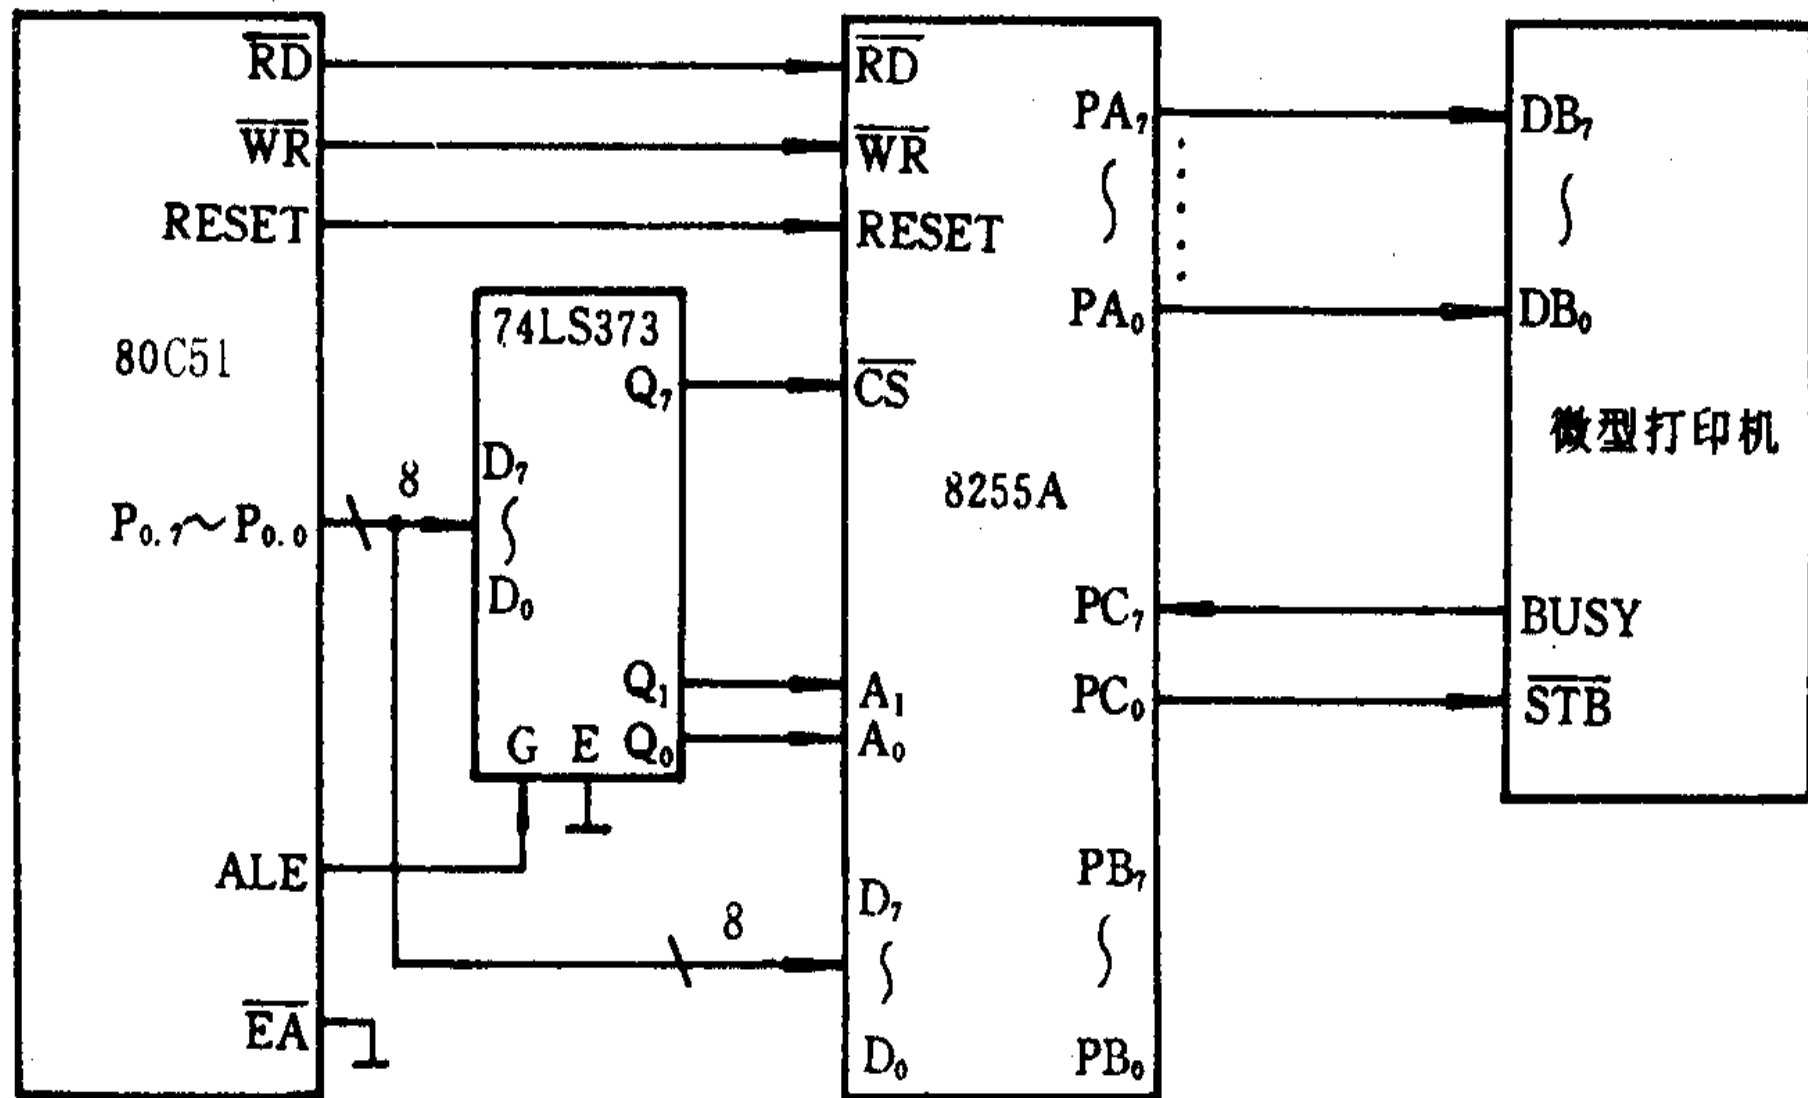 RD
WR
RESET
80C51
P0.7～P0.0
ALE
EA
74LS373
Q7
8
D7
D0
Q1
Q0
G E
RD
WR
RESET
CS
8255A
A1
A0
8
D7
D0
PA7
PA0
PC7
PC0
PB7
PB0
DB7
DB0
微型打印机
BUSY
STB